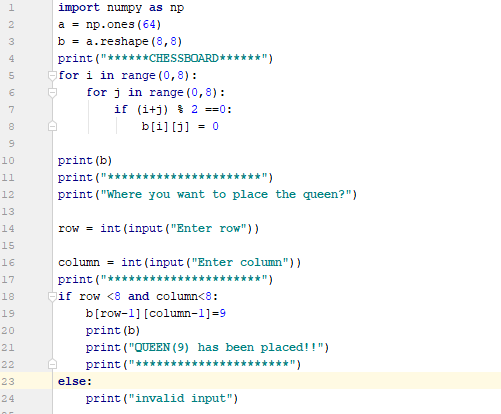 1 import numpy as np
2 a = np.ones(64)
3 b = a.reshape(8,8)
4 print("******CHESSBOARD******")
5 for i in range(0,8):
6     for j in range(0,8):
7         if (i+j) % 2 ==0:
8             b[i][j] = 0
9
10 print(b)
11 print("**********************")
12 print("Where you want to place the queen?")
13
14 row = int(input("Enter row"))
15
16 column = int(input("Enter column"))
17 print("**********************")
18 if row <8 and column<8:
19     b[row-1][column-1]=9
20     print(b)
21     print("QUEEN(9) has been placed!!")
22     print("**********************")
23 else:
24     print("invalid input")